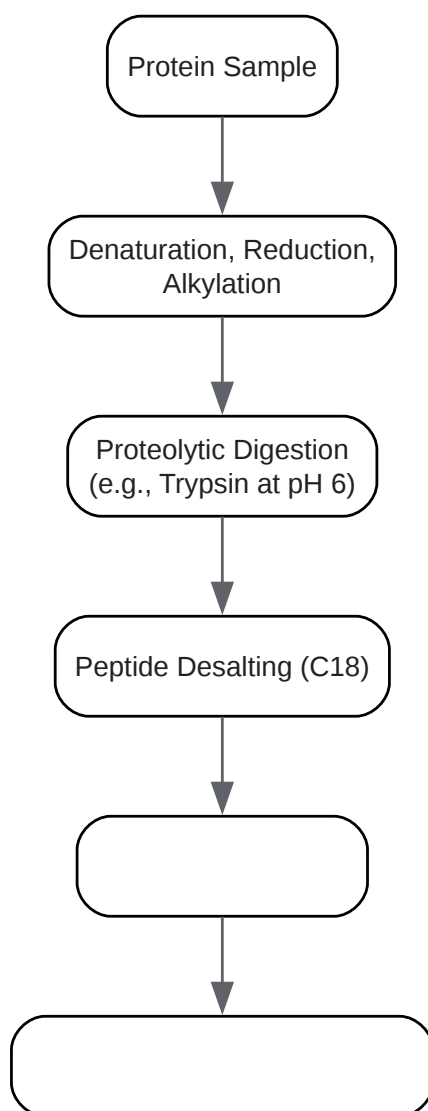 Protein Sample
Denaturation, Reduction,
Alkylation
Proteolytic Digestion
(e.g., Trypsin at pH 6)
Peptide Desalting (C18)